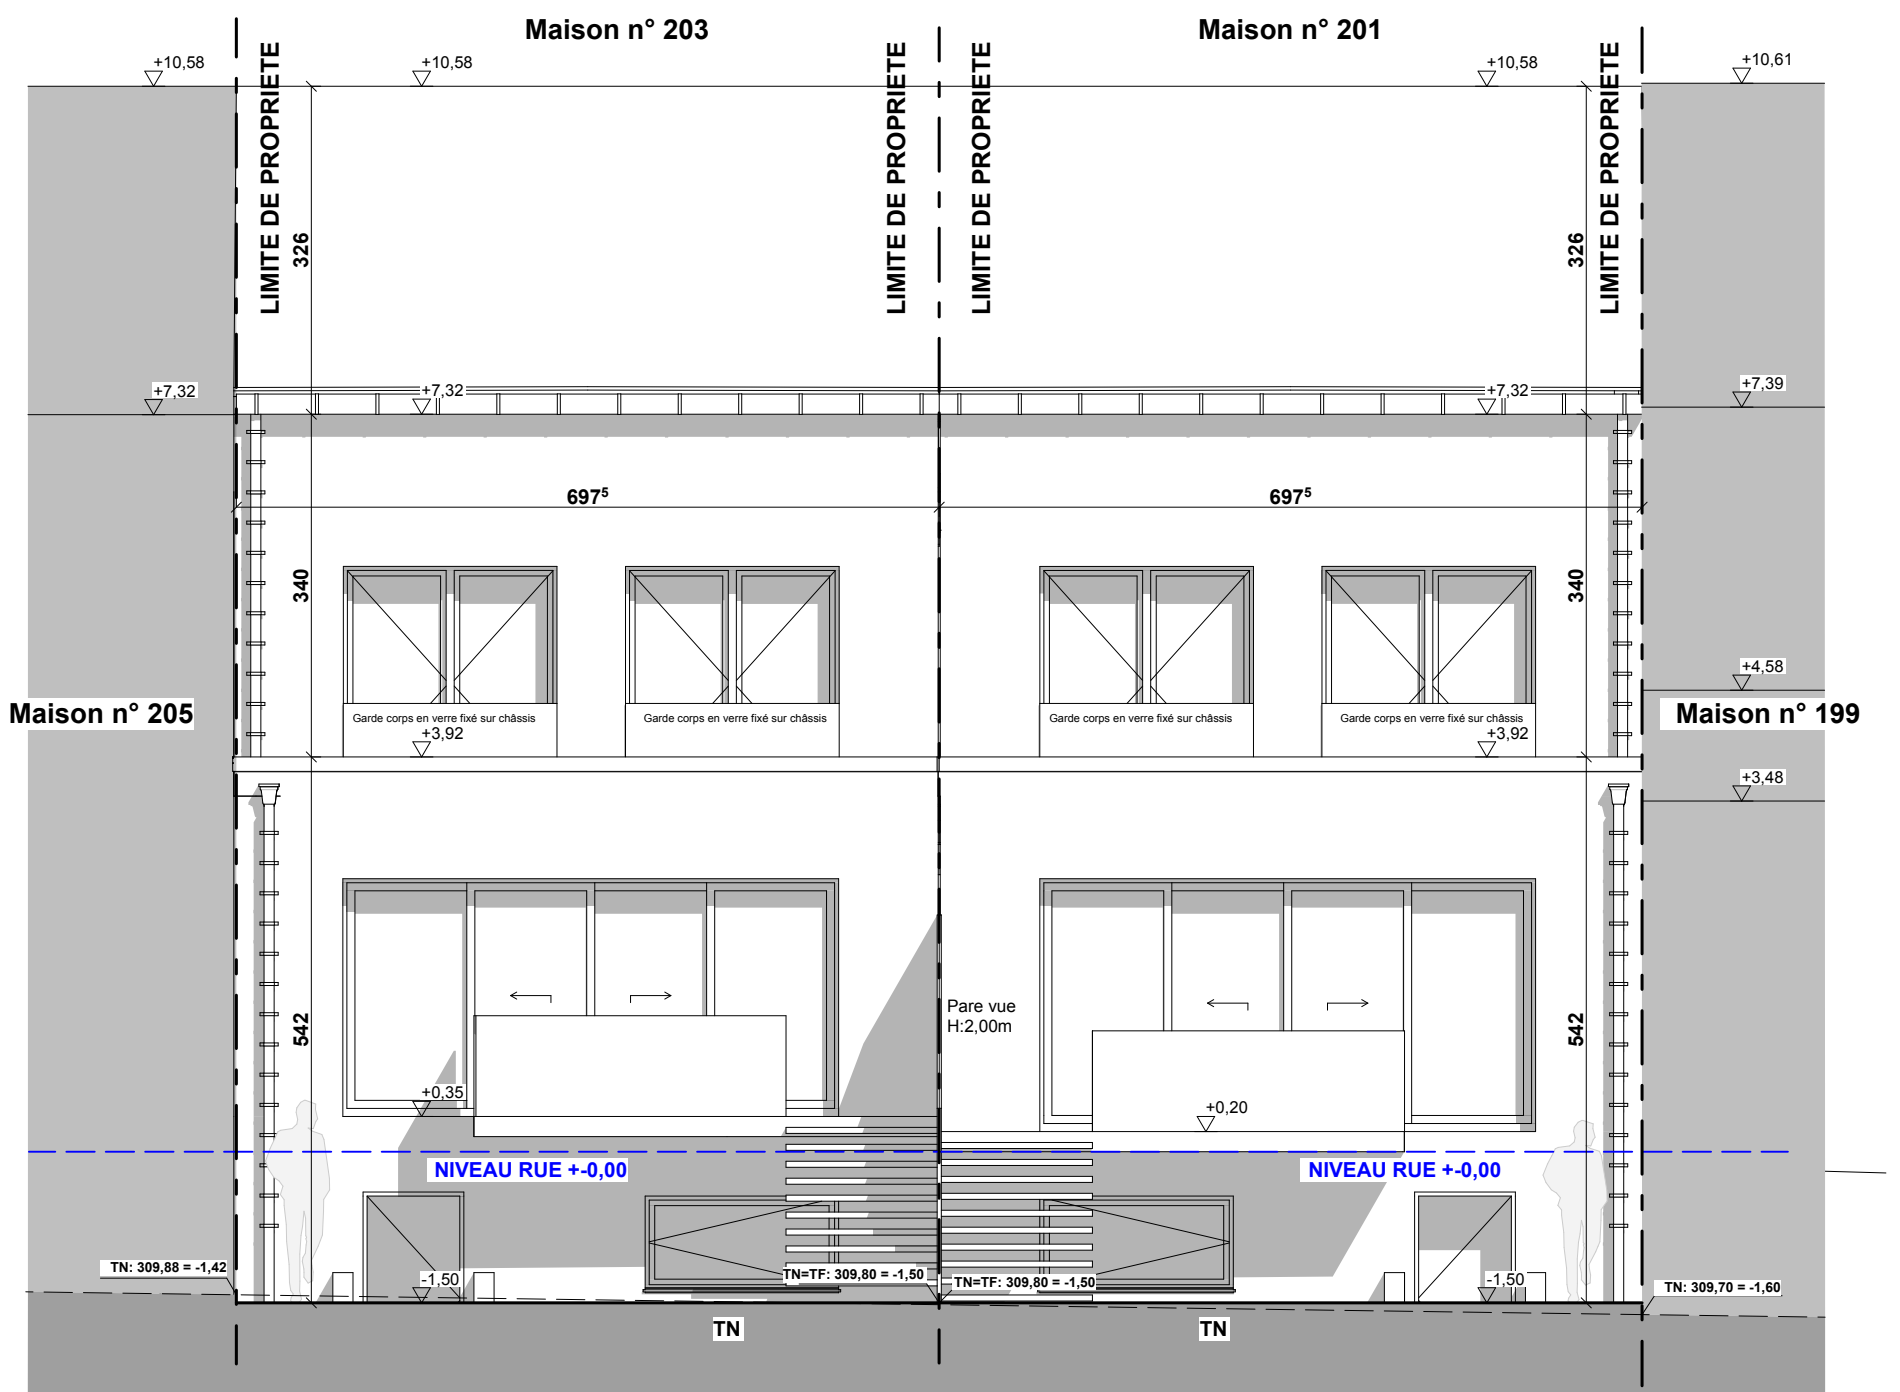 Maison n° 203
Maison n° 201
+10,58
+10,58
+10,58
+10,61
LIMITE DE PROPRIETE
LIMITE DE PROPRIETE
LIMITE DE PROPRIETE
LIMITE DE PROPRIETE
326
326
+7,32
+7,32
+7,32
+7,39
697⁵
697⁵
340
340
+4,58
Maison n° 205
Garde corps en verre fixé sur châssis
Garde corps en verre fixé sur châssis
Garde corps en verre fixé sur châssis
Garde corps en verre fixé sur châssis
Maison n° 199
+3,92
+3,92
+3,48
Pare vue
H:2,00m
542
542
+0,35
+0,20
NIVEAU RUE +-0,00
NIVEAU RUE +-0,00
TN: 309,88 = -1,42
-1,50
TN=TF: 309,80 = -1,50
TN=TF: 309,80 = -1,50
-1,50
TN: 309,70 = -1,60
TN
TN